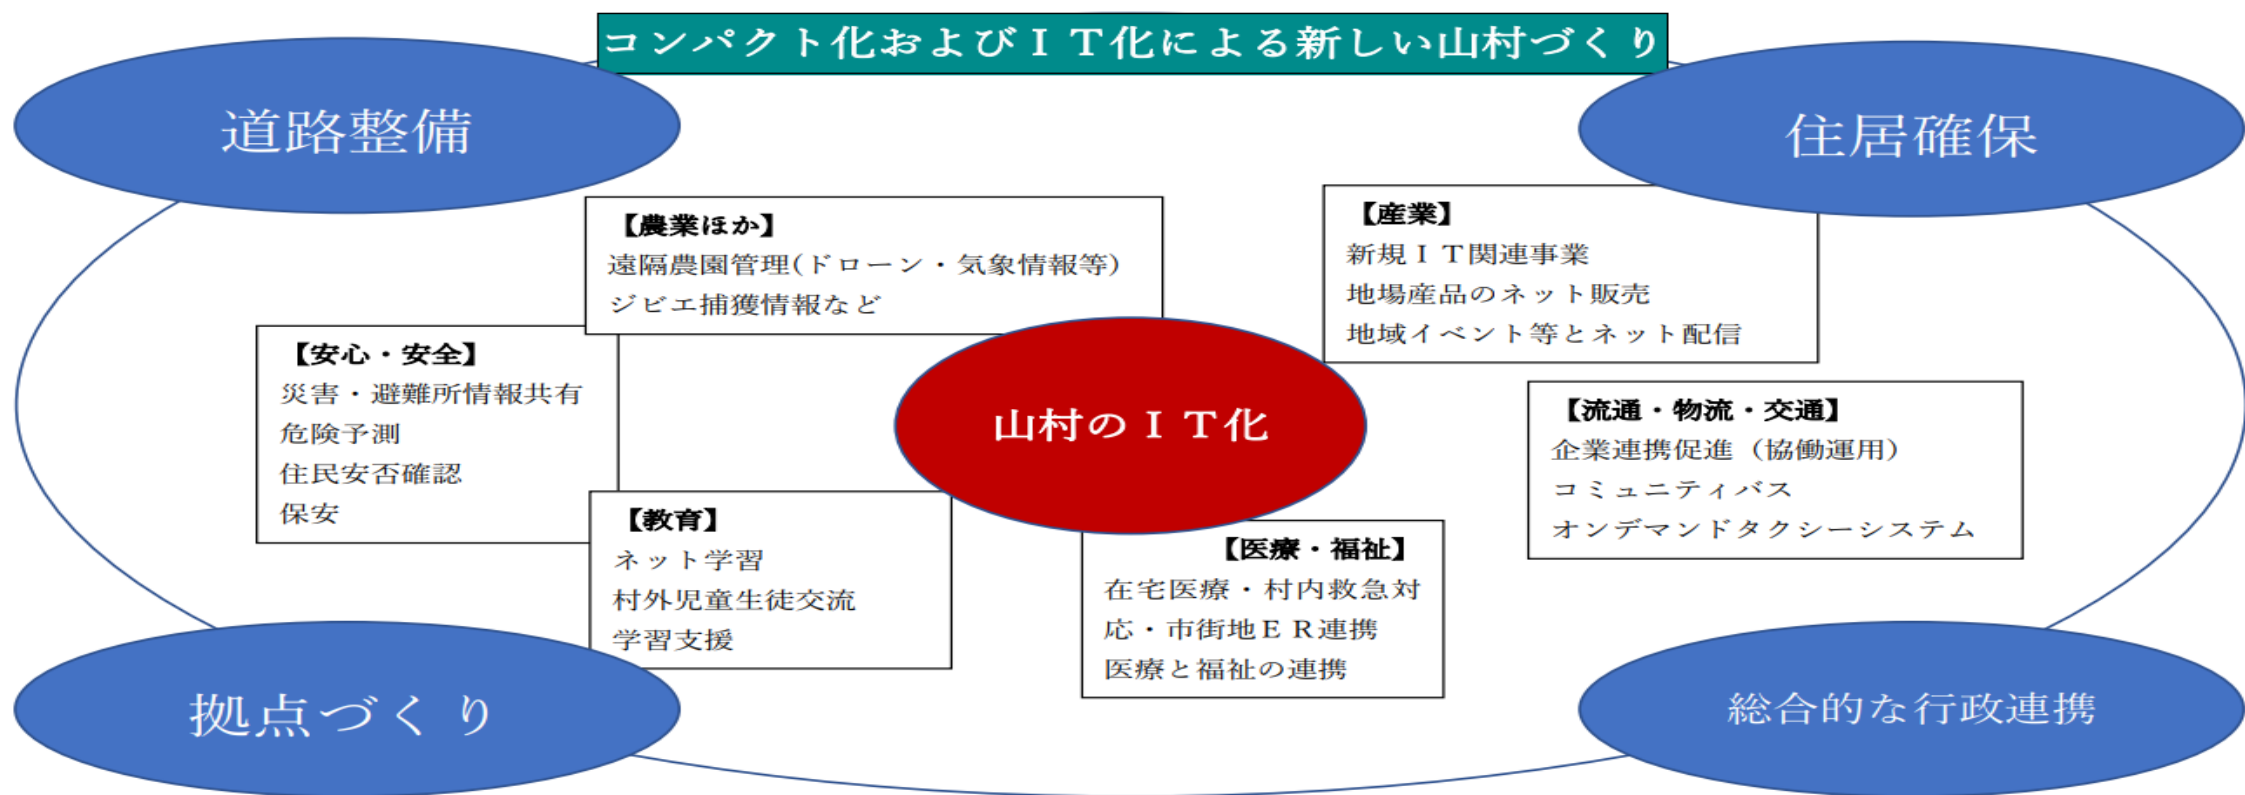 コンパクト化およびＩＴ化による新しい山村づくり
道路整備
住居確保
【農業ほか】
遠隔農園管理(ドローン・気象情報等)
ジビエ捕獲情報など
【産業】
新規ＩＴ関連事業
地場産品のネット販売
地域イベント等とネット配信
【安心・安全】
災害・避難所情報共有
危険予測
住民安否確認
保安
山村のＩＴ化
【流通・物流・交通】
企業連携促進（協働運用）
コミュニティバス
オンデマンドタクシーシステム
【教育】
ネット学習
村外児童生徒交流
学習支援
【医療・福祉】
在宅医療・村内救急対
応・市街地ＥＲ連携
医療と福祉の連携
拠点づくり
総合的な行政連携